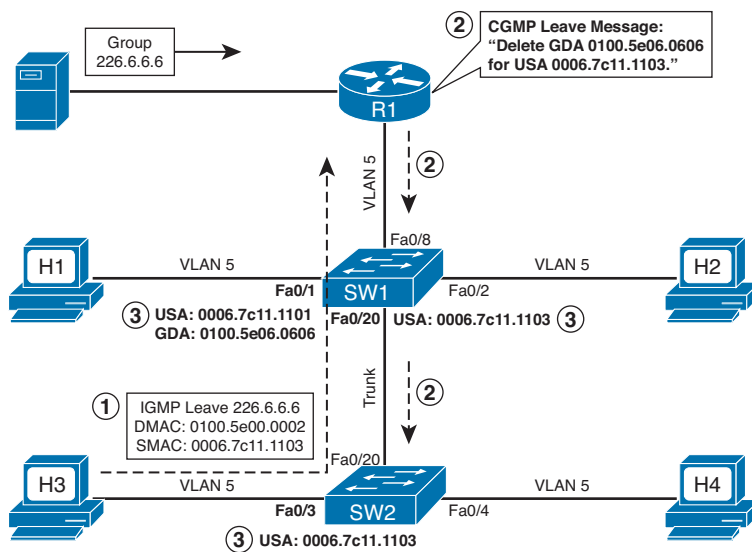 Group
226.6.6.6
2
CGMP Leave Message:
“Delete GDA 0100.5e06.0606
for USA 0006.7c11.1103.”
R1
VLAN 5
2
Fa0/8
H1
VLAN 5
Fa0/1
SW1
Fa0/2
VLAN 5
H2
3
USA: 0006.7c11.1101
GDA: 0100.5e06.0606
Fa0/20
USA: 0006.7c11.1103
3
1
IGMP Leave 226.6.6.6
DMAC: 0100.5e00.0002
SMAC: 0006.7c11.1103
Trunk
2
Fa0/20
H3
VLAN 5
Fa0/3
SW2
Fa0/4
VLAN 5
H4
3
USA: 0006.7c11.1103